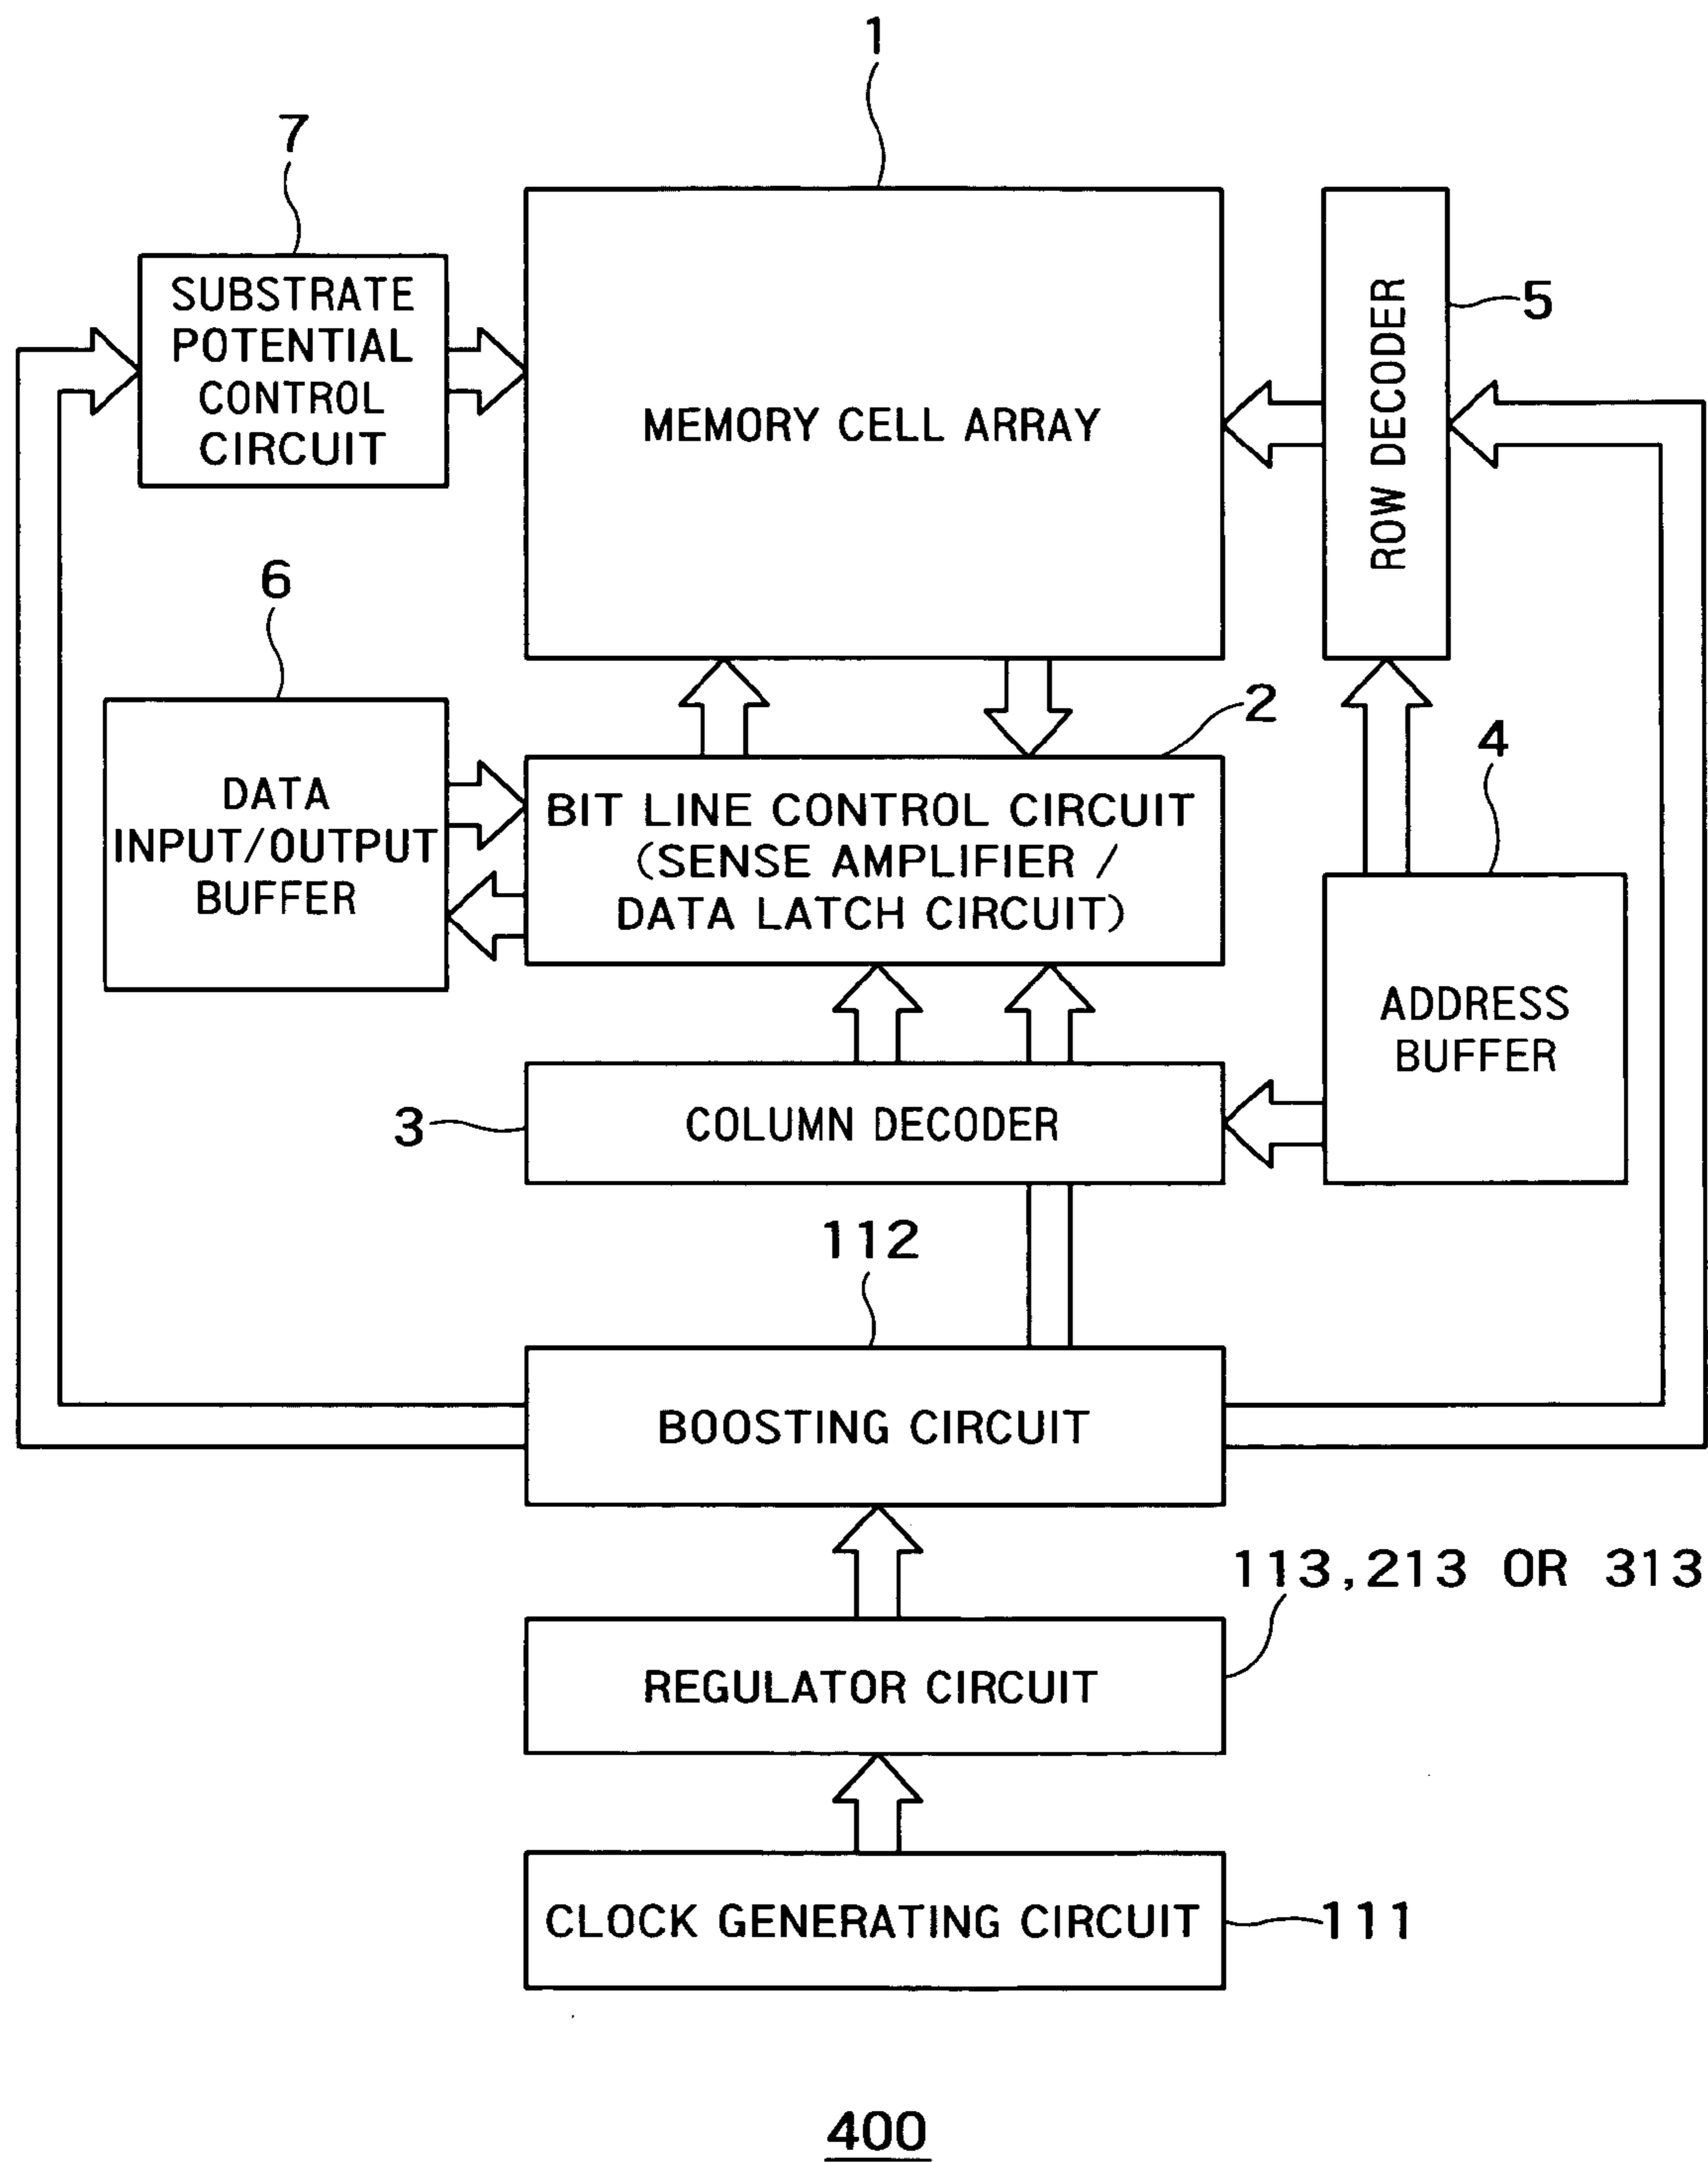 1
7
SUBSTRATE
POTENTIAL
CONTROL
CIRCUIT
MEMORY CELL ARRAY
ROW DECODER
5
6
DATA
INPUT/OUTPUT
BUFFER
2
BIT LINE CONTROL CIRCUIT
(SENSE AMPLIFIER /
DATA LATCH CIRCUIT)
4
ADDRESS
BUFFER
3
COLUMN DECODER
112
BOOSTING CIRCUIT
113,213 OR 313
REGULATOR CIRCUIT
CLOCK GENERATING CIRCUIT
111
400